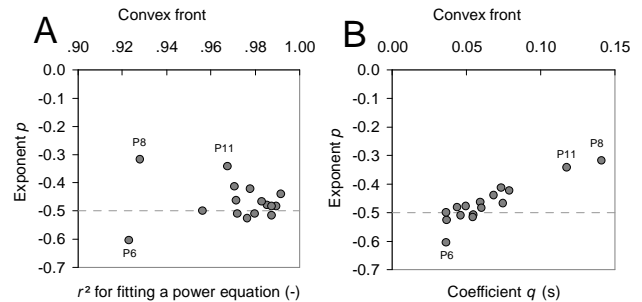 A
Convex front
.90 .92 .94 .96 .98 1.00
0.0
-0.1
-0.2
-0.3
-0.4
-0.5
-0.6
-0.7
Exponent p
P8
P11
P6
r² for fitting a power equation (-)
B
Convex front
0.00 0.05 0.10 0.15
0.0
-0.1
-0.2
-0.3
-0.4
-0.5
-0.6
-0.7
Exponent p
P8
P11
P6
Coefficient q (s)